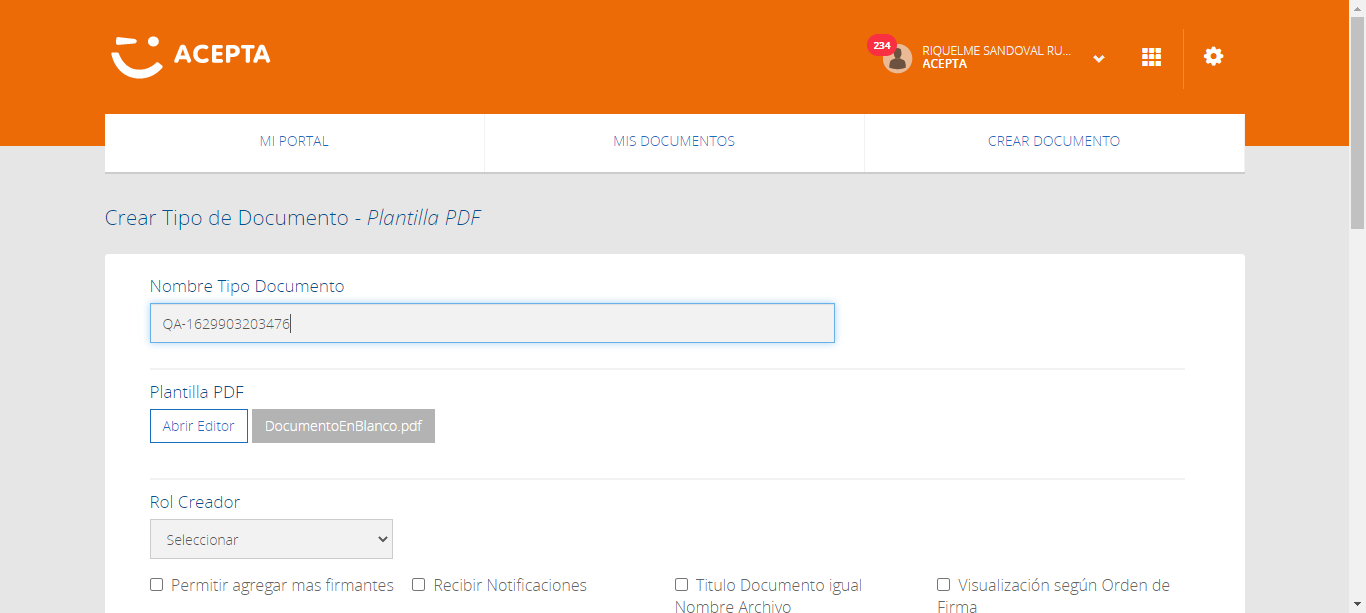 ACEPTA
234
RIQUELME SANDOVAL RU...
ACEPTA
MI PORTAL
MIS DOCUMENTOS
CREAR DOCUMENTO
Crear Tipo de Documento - Plantilla PDF
Nombre Tipo Documento
QA-1629903203476
Plantilla PDF
Abrir Editor
DocumentoEnBlanco.pdf
Rol Creador
Seleccionar
Permitir agregar mas firmantes
Recibir Notificaciones
Titulo Documento igual
Nombre Archivo
Visualización según Orden de
Firma